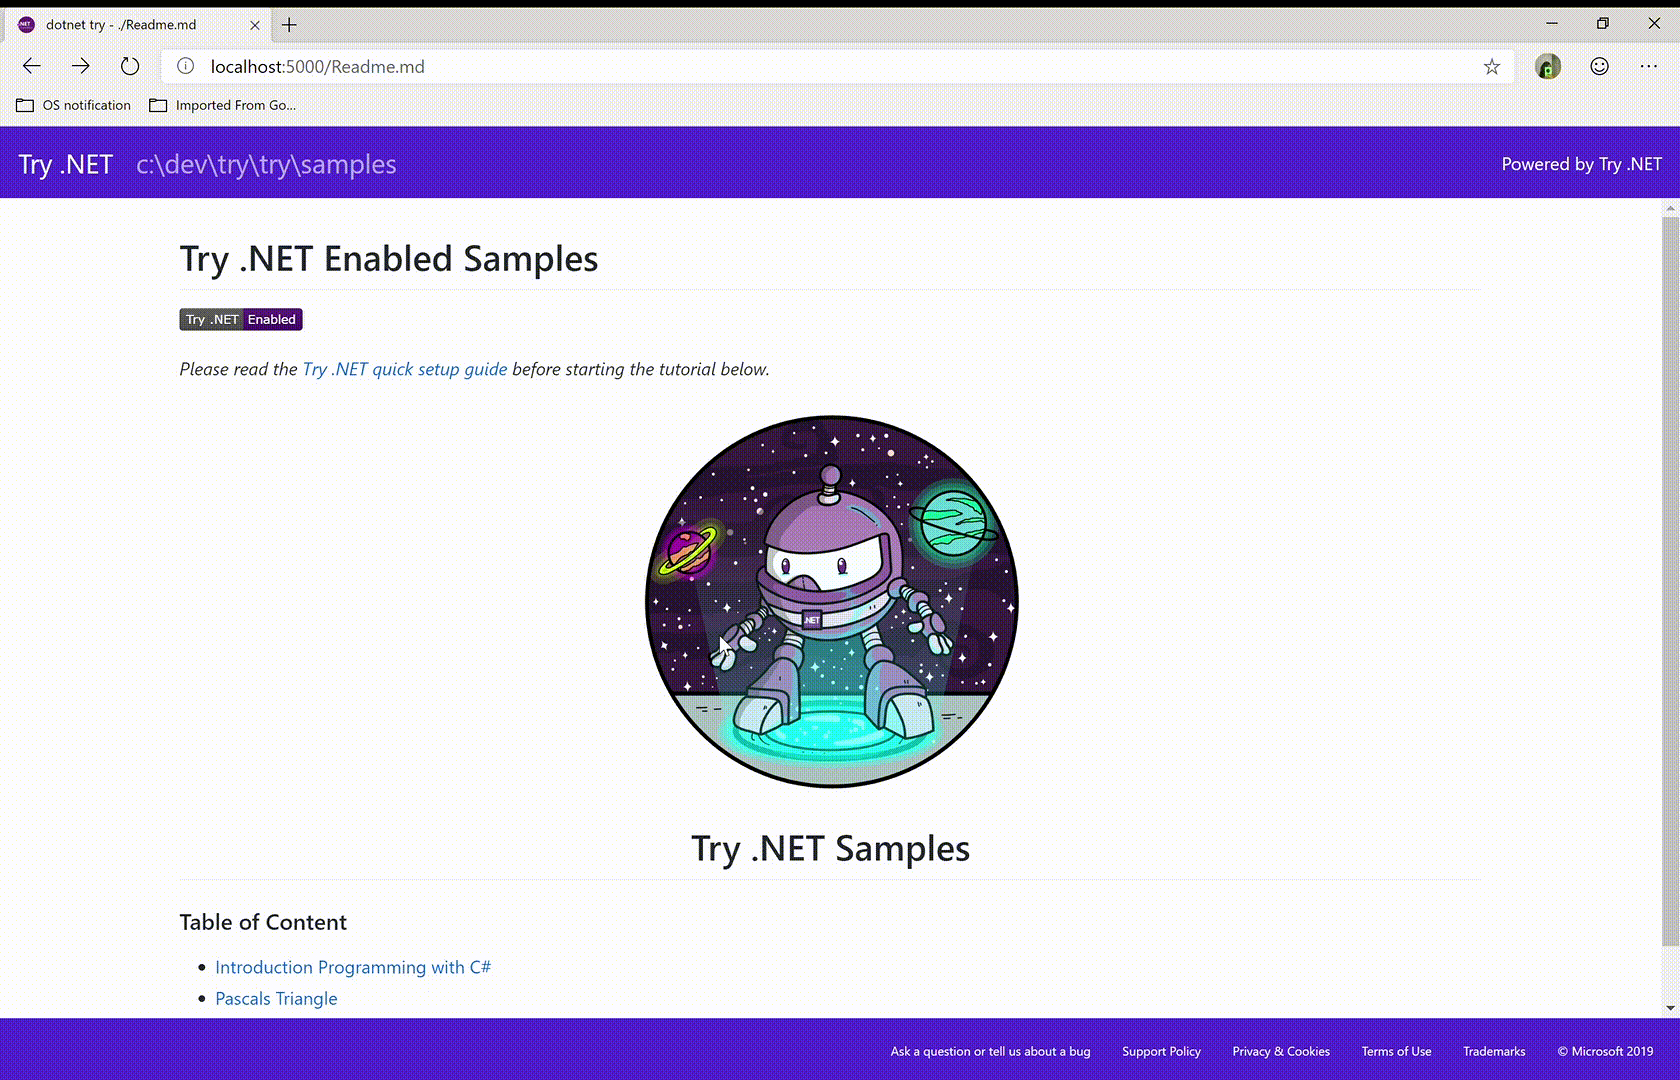 dotnet try - ./Readme.md
localhost:5000/Readme.md
OS notification
Imported From Go...
Try .NET c:\dev\try\try\samples
Powered by Try .NET
Try .NET Enabled Samples
Try .NET Enabled
Please read the Try .NET quick setup guide before starting the tutorial below.
.NET
Try .NET Samples
Table of Content
Introduction Programming with C#
Pascals Triangle
Ask a question or tell us about a bug
Support Policy
Privacy & Cookies
Terms of Use
Trademarks
© Microsoft 2019